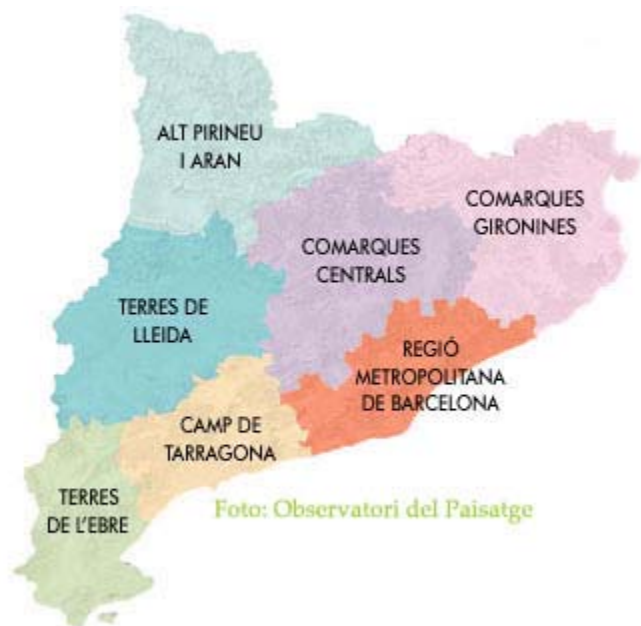 ALT PIRINEU
I ARAN
COMARQUES
GIRONINES
COMARQUES
CENTRALS
TERRES DE
LLEIDA
REGIÓ
METROPOLITANA
DE BARCELONA
CAMP DE
TARRAGONA
TERRES
DE L'EBRE
Foto: Observatori del Paisatge